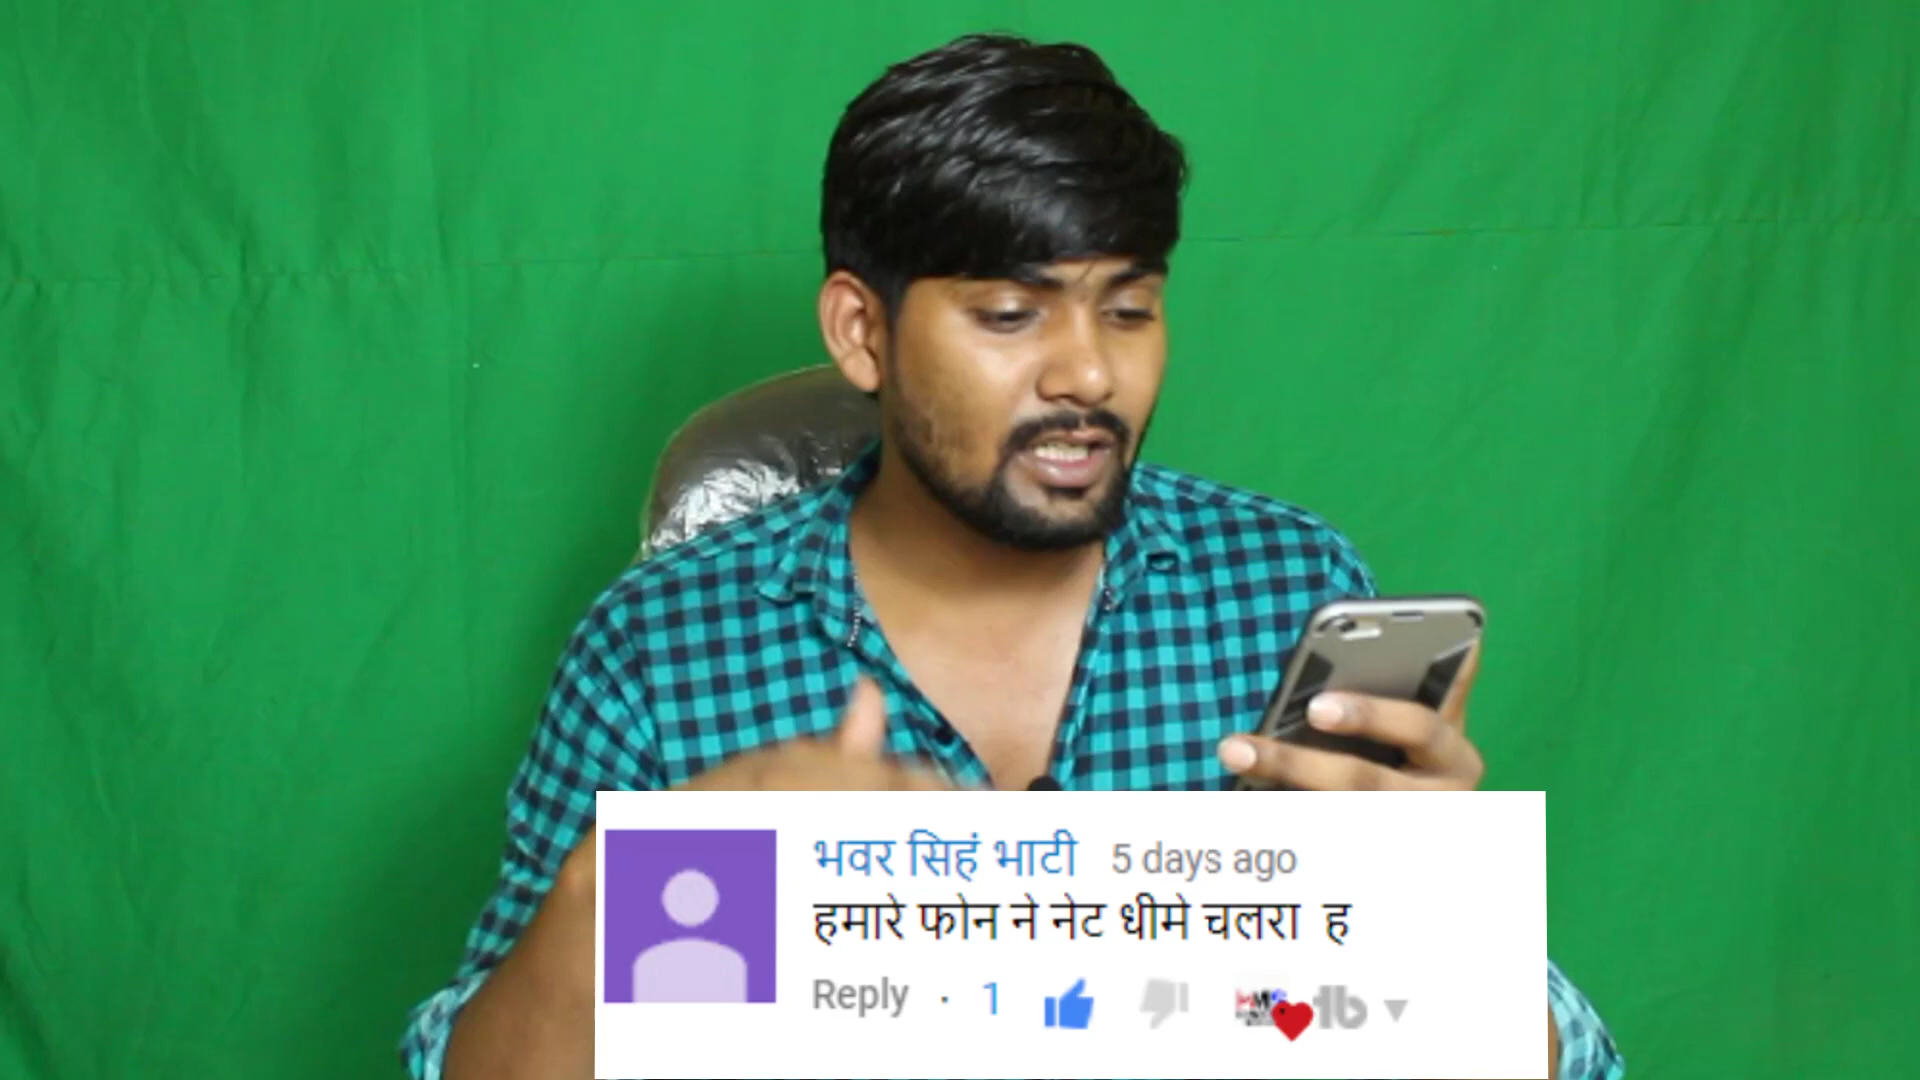 भवर सिहं भाटी 5 days ago
हमारे फोन ने नेट धीमे चलरा ह
Reply · 1